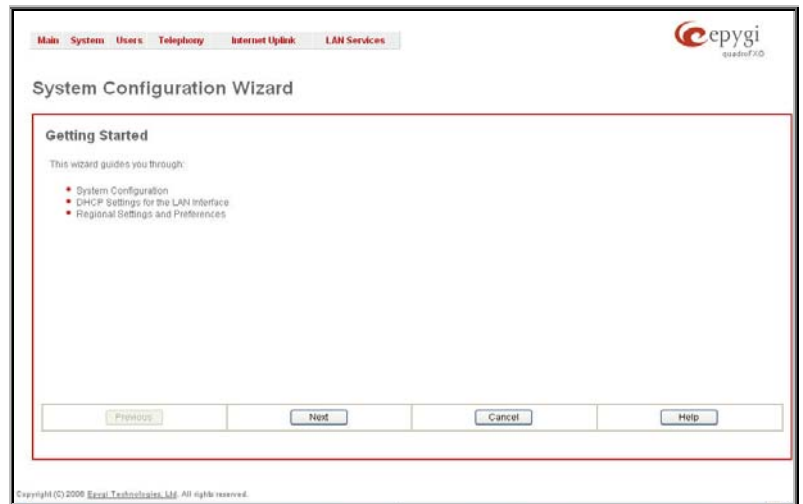 Main System Users Telephony Internet Uplink LAN Services
epygi
quadroFXO
System Configuration Wizard
Getting Started
This wizard guides you through:
System Configuration
DHCP Settings for the LAN Interface
Regional Settings and Preferences
Previous Next Cancel Help
Copyright (C) 2008 Epygi Technologies, Ltd. All rights reserved.